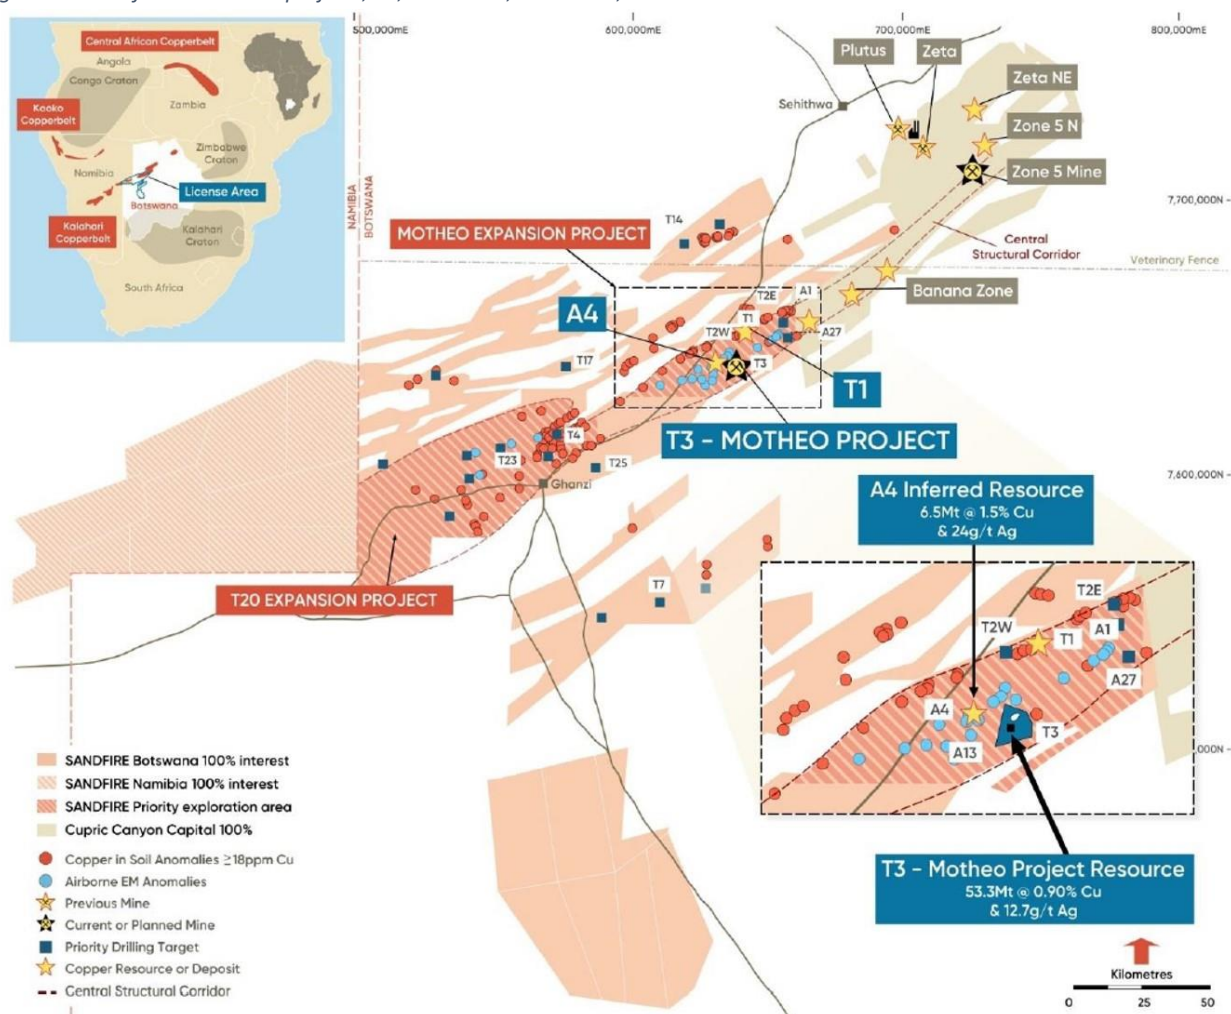 500,000mE
600,000mE
700,000mE
800,000mE
Central African Copperbelt
Angola
Congo Craton
Zambia
Kaoko
Copperbelt
Zimbabwe
Craton
Namibia
License Area
Botswana
Kalahari
Copperbelt
Kalahari
Craton
South Africa
NAMIBIA
BOTSWANA
Plutus
Zeta
Sehithwa
Zeta NE
Zone 5 N
Zone 5 Mine
7,700,000N
T14
MOTHEO EXPANSION PROJECT
Central
Structural Corridor
Veterinary Fence
Banana Zone
A4
T2E
A1
T1
T2W
A27
T3
T17
T1
T3 - MOTHEO PROJECT
T4
T23
T25
Ghanzi
7,600,000N
A4 Inferred Resource
6.5Mt @ 1.5% Cu
& 24g/t Ag
T20 EXPANSION PROJECT
T7
T2E
T2W
T1
A1
A27
A4
T3
A13
000N
T3 - Motheo Project Resource
53.3Mt @ 0.90% Cu
& 12.7g/t Ag
SANDFIRE Botswana 100% interest
SANDFIRE Namibia 100% interest
SANDFIRE Priority exploration area
Cupric Canyon Capital 100%
Copper in Soil Anomalies ≥18ppm Cu
Airborne EM Anomalies
Previous Mine
Current or Planned Mine
Priority Drilling Target
Copper Resource or Deposit
Central Structural Corridor
Kilometres
0 25 50